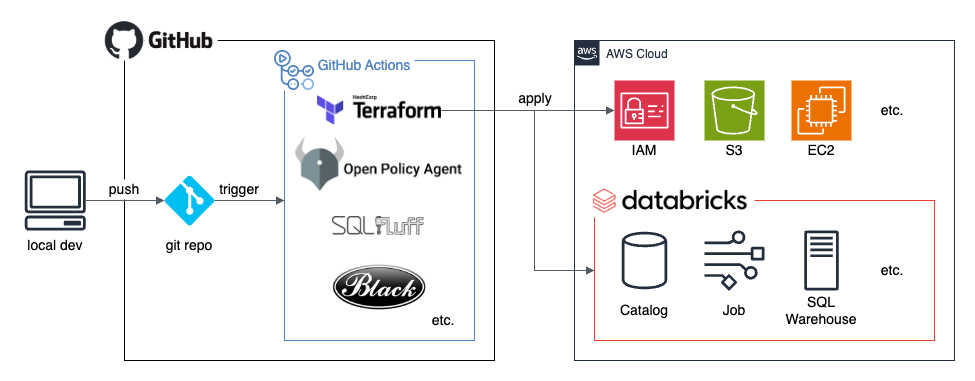 GitHub
GitHub Actions
HashiCorp
Terraform
Open Policy Agent
SQLfluff
Black
etc.
local dev
push
git repo
trigger
apply
aws
AWS Cloud
IAM
S3
EC2
etc.
databricks
Catalog
Job
SQL
Warehouse
etc.